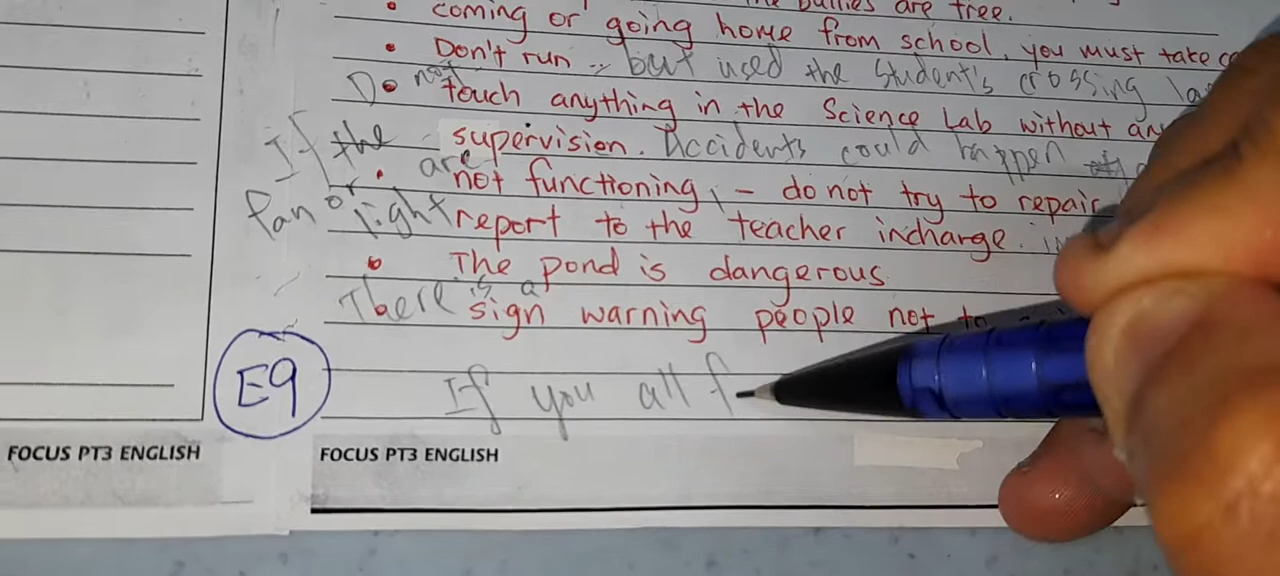 bullies are free.
• coming or going home from school, you must take
• Don't run - but used the student's crossing
Do not touch anything in the Science Lab without
If the supervision. Accidents could happen
• are not functioning, - do not try to repair
fan or light report to the teacher incharge.
• The pond is dangerous
There is a sign warning people not to
E9
If you all f
FOCUS PT3 ENGLISH
FOCUS PT3 ENGLISH